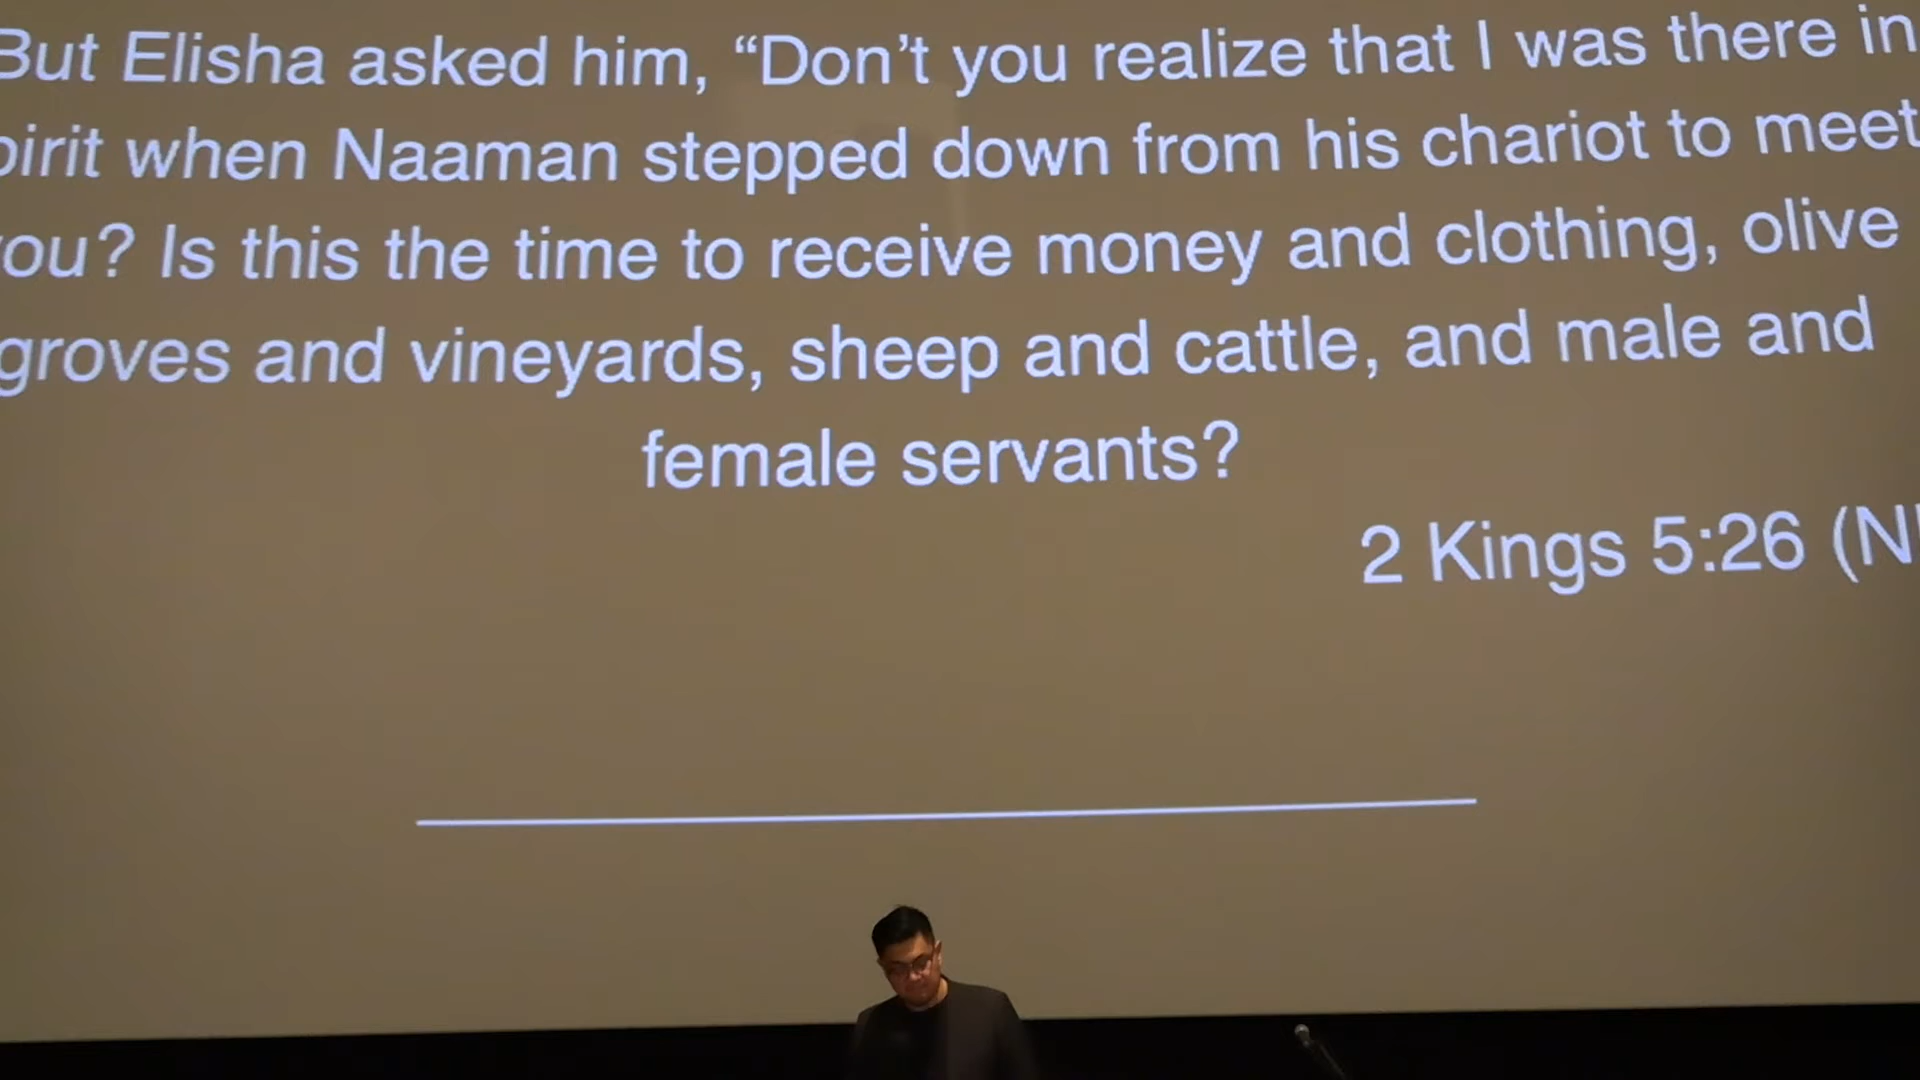 But Elisha asked him, “Don’t you realize that I was there in
when Naaman stepped down from his chariot to meet
groves and vineyards, sheep and cattle, and male and
? Is this the time to receive money and clothing, olive
female servants?
2 Kings 5:26